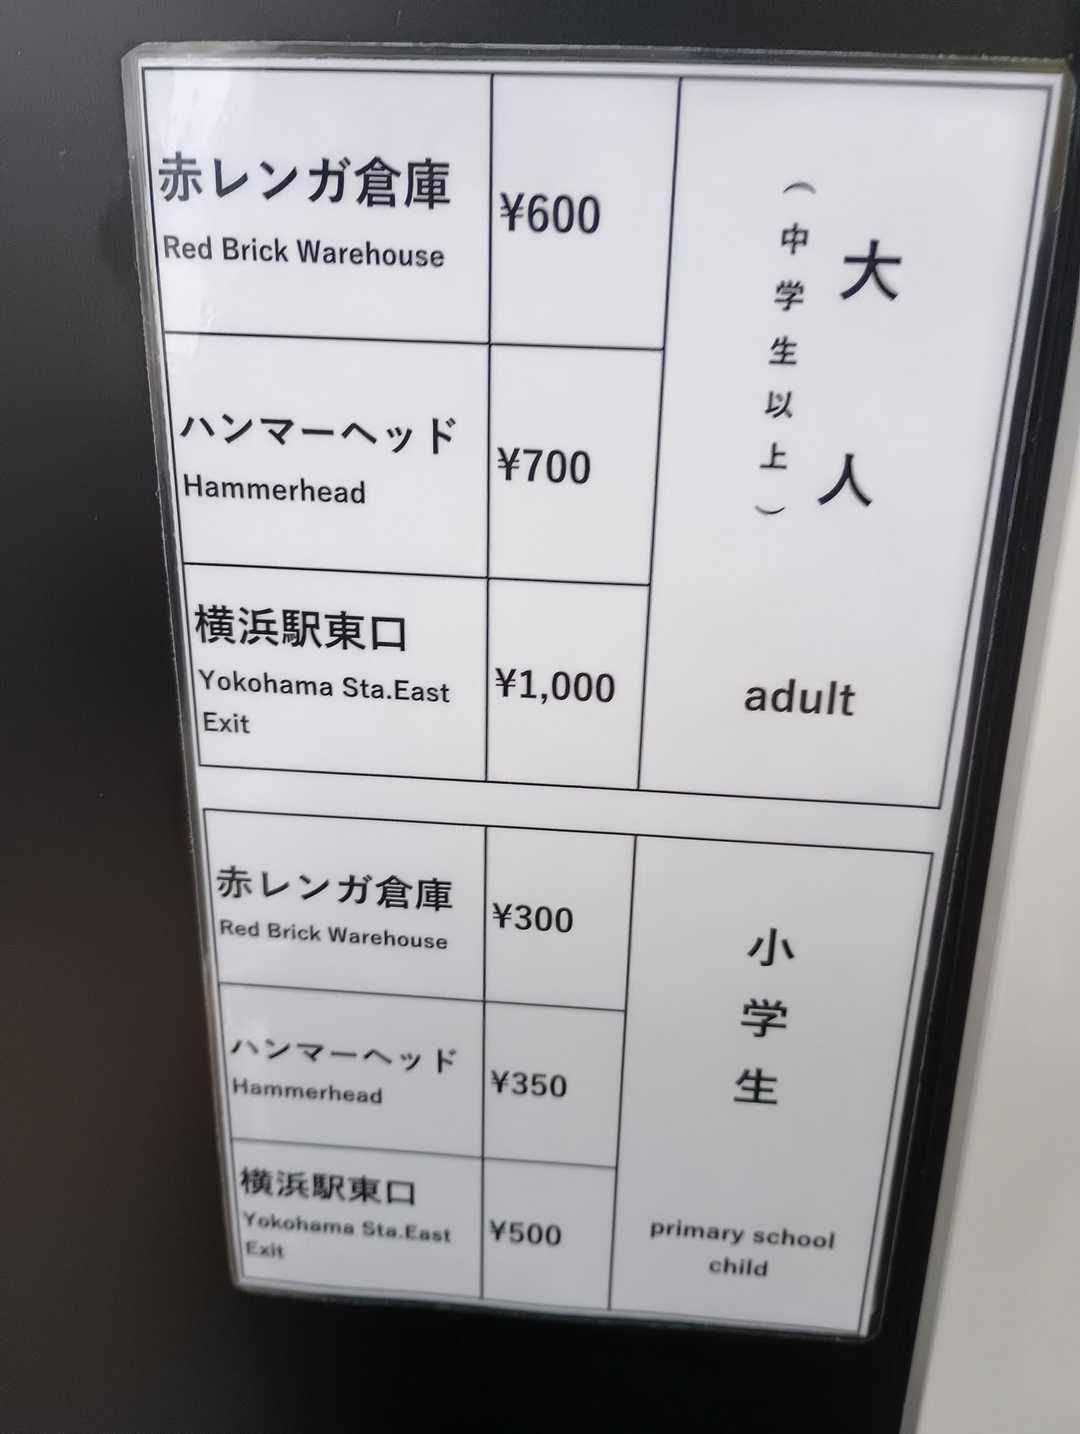 赤レンガ倉庫
Red Brick Warehouse
¥600
ハンマーヘッド
Hammerhead
¥700
横浜駅東口
Yokohama Sta.East
Exit
¥1,000
大人
（中学生以上）
adult
赤レンガ倉庫
Red Brick Warehouse
¥300
ハンマーヘッド
Hammerhead
¥350
横浜駅東口
Yokohama Sta.East
Exit
¥500
小学生
primary school
child